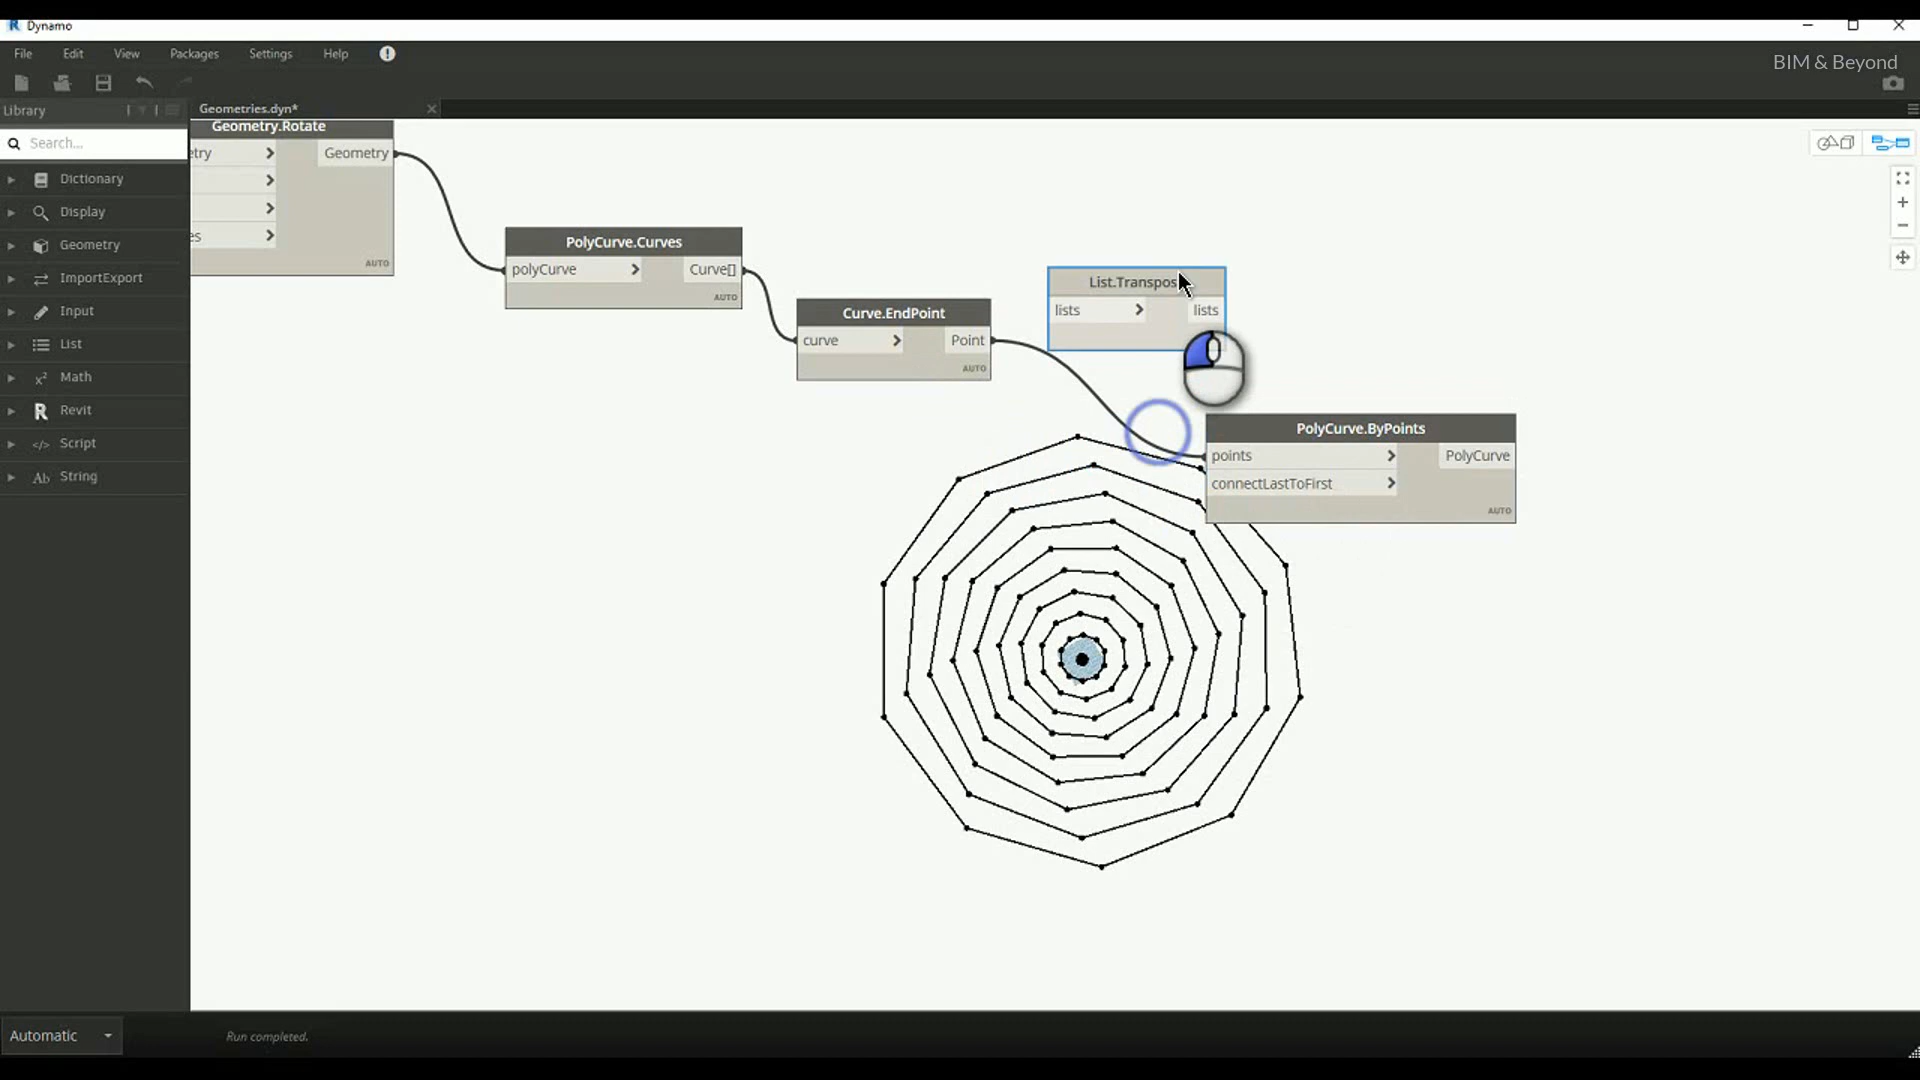 Dynamo
File Edit View Packages Settings Help
BIM & Beyond
Library
Geometries.dyn*
Search...
Dictionary
Display
Geometry
ImportExport
Input
List
Math
Revit
Script
String
Geometry.Rotate
etry Geometry
es
AUTO
PolyCurve.Curves
polyCurve Curve[]
AUTO
Curve.EndPoint
curve Point
AUTO
List.Transpos
lists lists
PolyCurve.ByPoints
points PolyCurve
connectLastToFirst
AUTO
Automatic
Run completed.